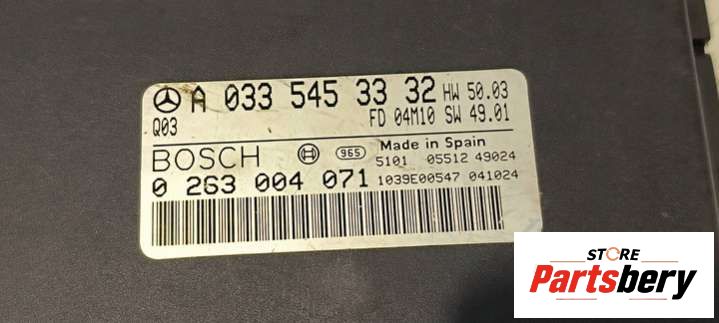 A 033 545 33 32 HW 50.03
Q03 FD 04M10 SW 49.01
BOSCH 965 Made in Spain
5101 05512 49024
0 263 004 071 1039E00547 041024
STORE
Partsbery